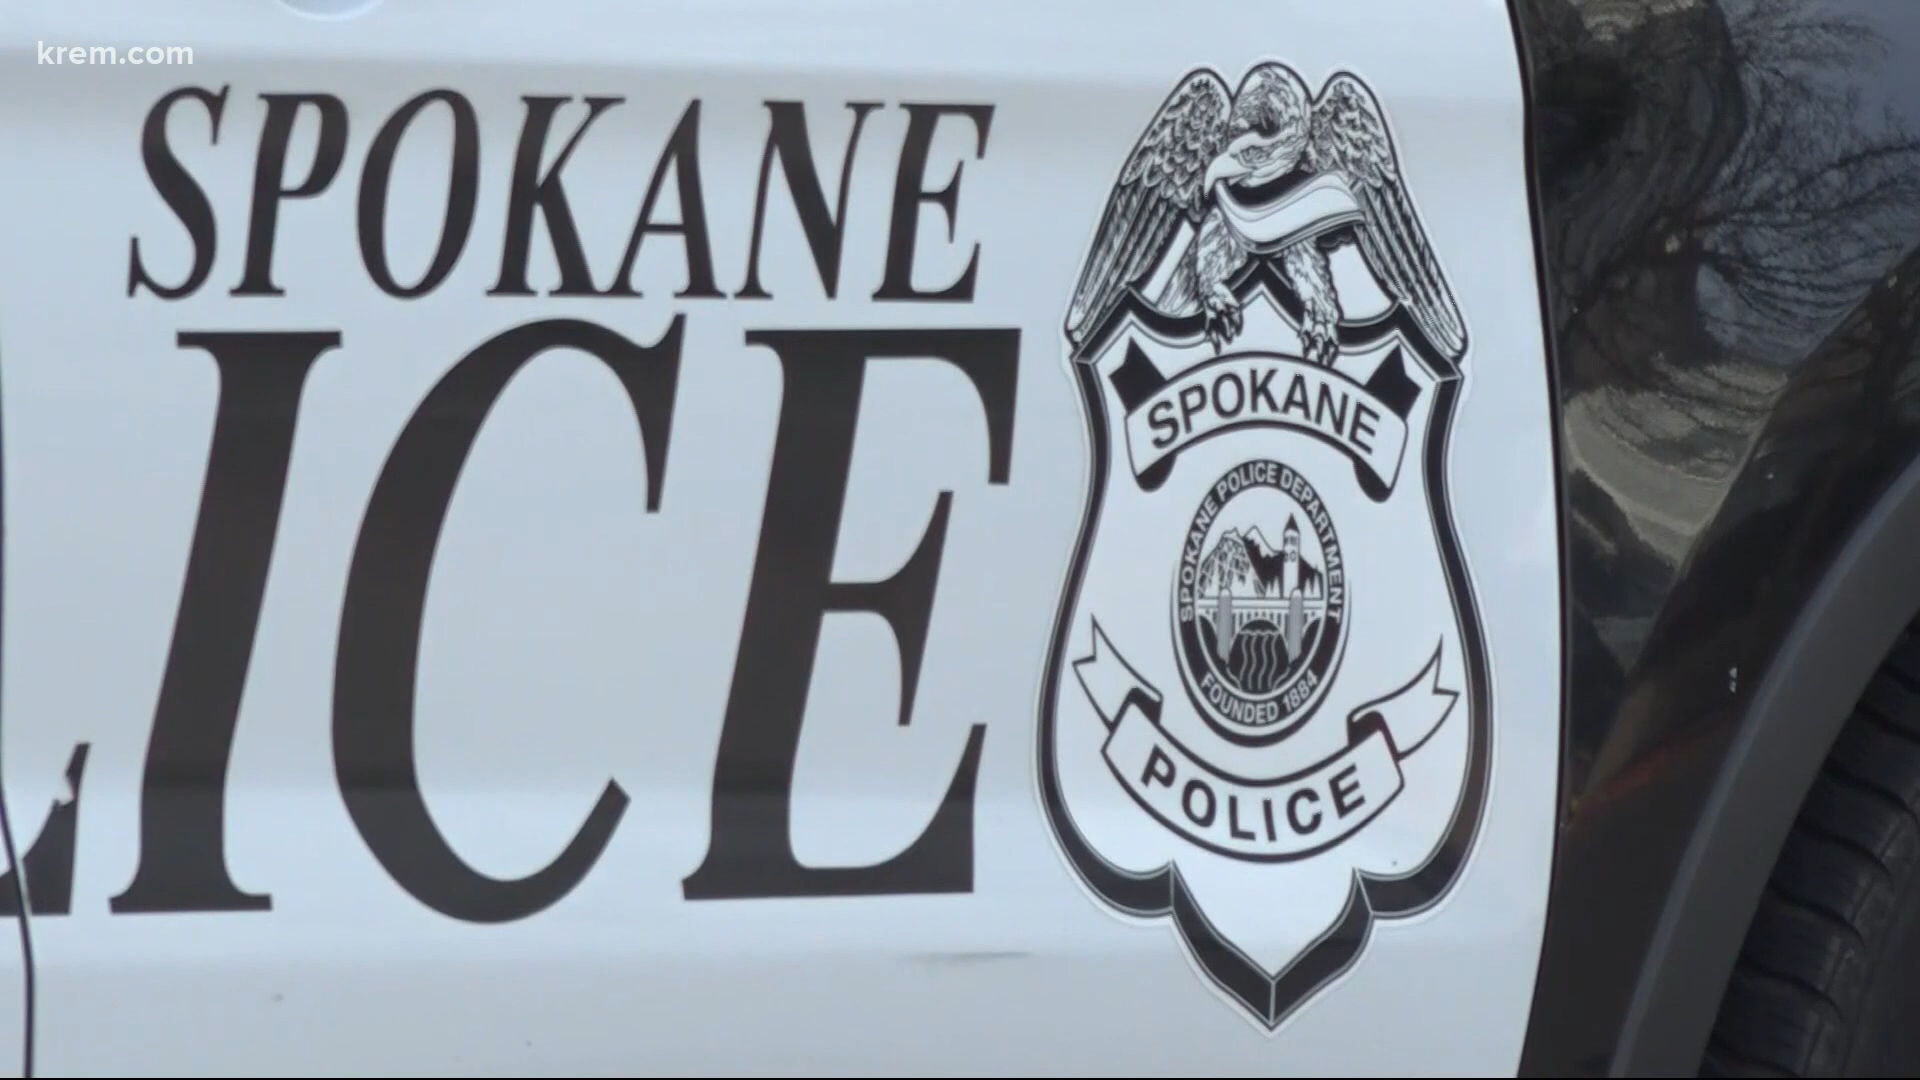 krem.com
SPOKANE
LICE
SPOKANE
SPOKANE POLICE DEPARTMENT
FOUNDED 1884
POLICE